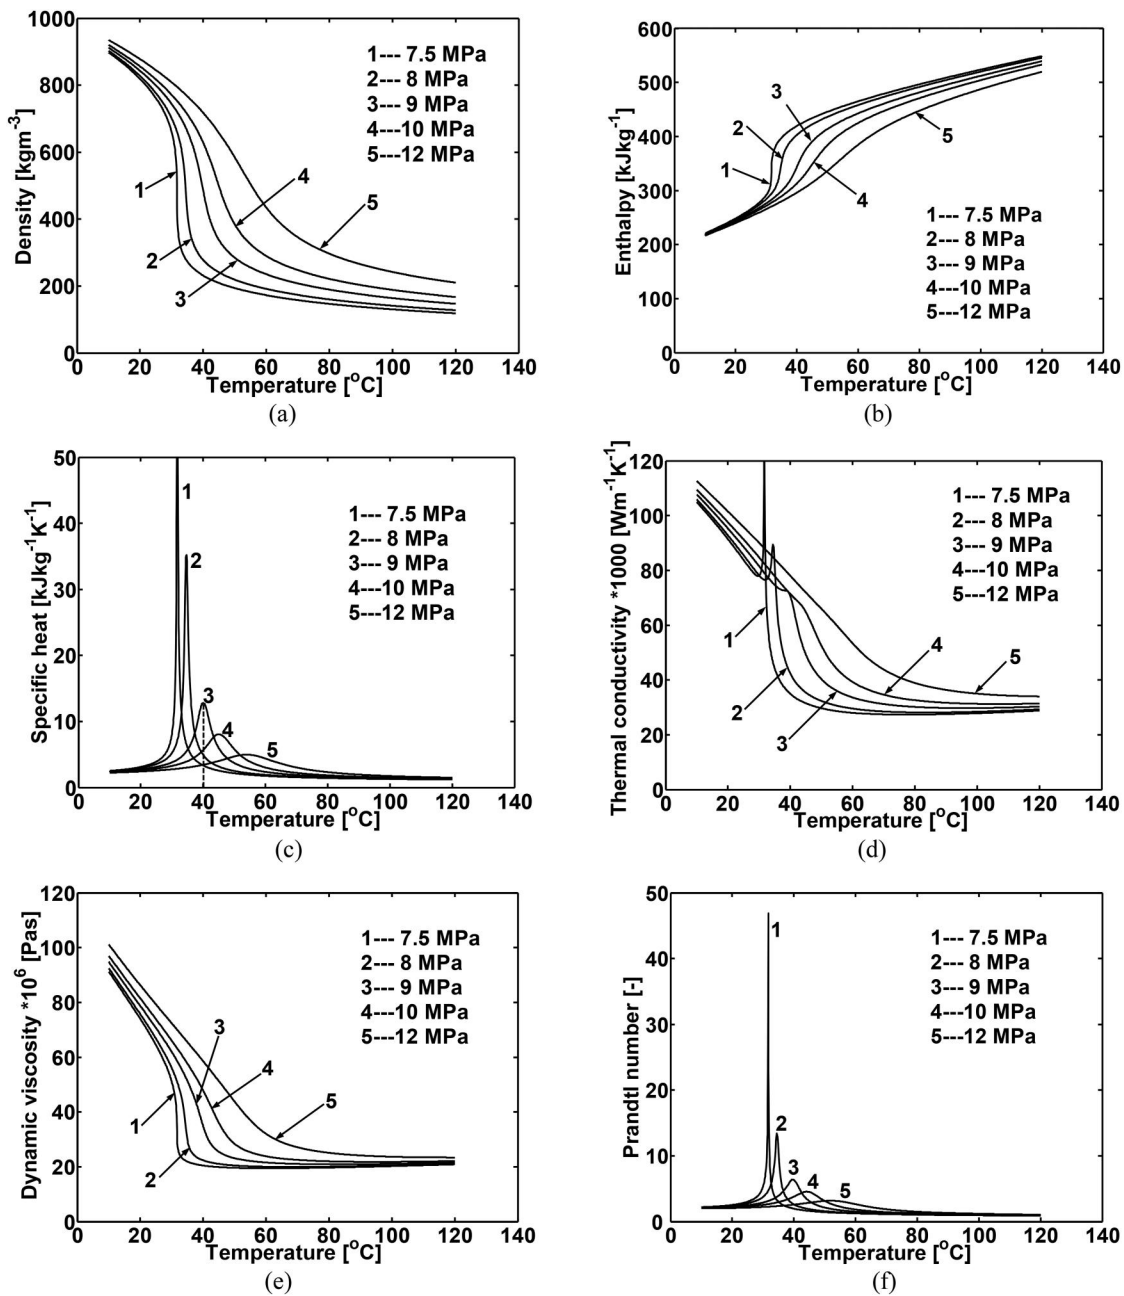 1000
800
600
400
200
0
0 20 40 60 80 100 120 140
Density [kgm-3]
Temperature [oC]
1--- 7.5 MPa
2--- 8 MPa
3--- 9 MPa
4---10 MPa
5---12 MPa
1
2
3
4
5
(a)
600
500
400
300
200
100
0
0 20 40 60 80 100 120 140
Enthalpy [kJkg-1]
Temperature [oC]
3
2
1
5
4
1--- 7.5 MPa
2--- 8 MPa
3--- 9 MPa
4---10 MPa
5---12 MPa
(b)
50
40
30
20
10
0
0 20 40 60 80 100 120 140
Specific heat [kJkg-1K-1]
Temperature [oC]
1
2
3
4
5
1--- 7.5 MPa
2--- 8 MPa
3--- 9 MPa
4---10 MPa
5---12 MPa
(c)
120
100
80
60
40
20
0
0 20 40 60 80 100 120 140
Thermal conductivity *1000 [Wm-1K-1]
Temperature [oC]
1--- 7.5 MPa
2--- 8 MPa
3--- 9 MPa
4---10 MPa
5---12 MPa
1
2
3
4
5
(d)
120
100
80
60
40
20
0
0 20 40 60 80 100 120 140
Dynamic viscosity *106 [Pas]
Temperature [oC]
1--- 7.5 MPa
2--- 8 MPa
3--- 9 MPa
4---10 MPa
5---12 MPa
3
4
5
1
2
(e)
50
40
30
20
10
0
0 20 40 60 80 100 120 140
Prandtl number [-]
Temperature [oC]
1
2
3
4
5
1--- 7.5 MPa
2--- 8 MPa
3--- 9 MPa
4---10 MPa
5---12 MPa
(f)